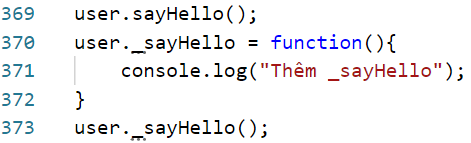 369 user.sayHello();
370 user._sayHello = function(){
371 console.log("Thêm _sayHello");
372 }
373 user._sayHello();